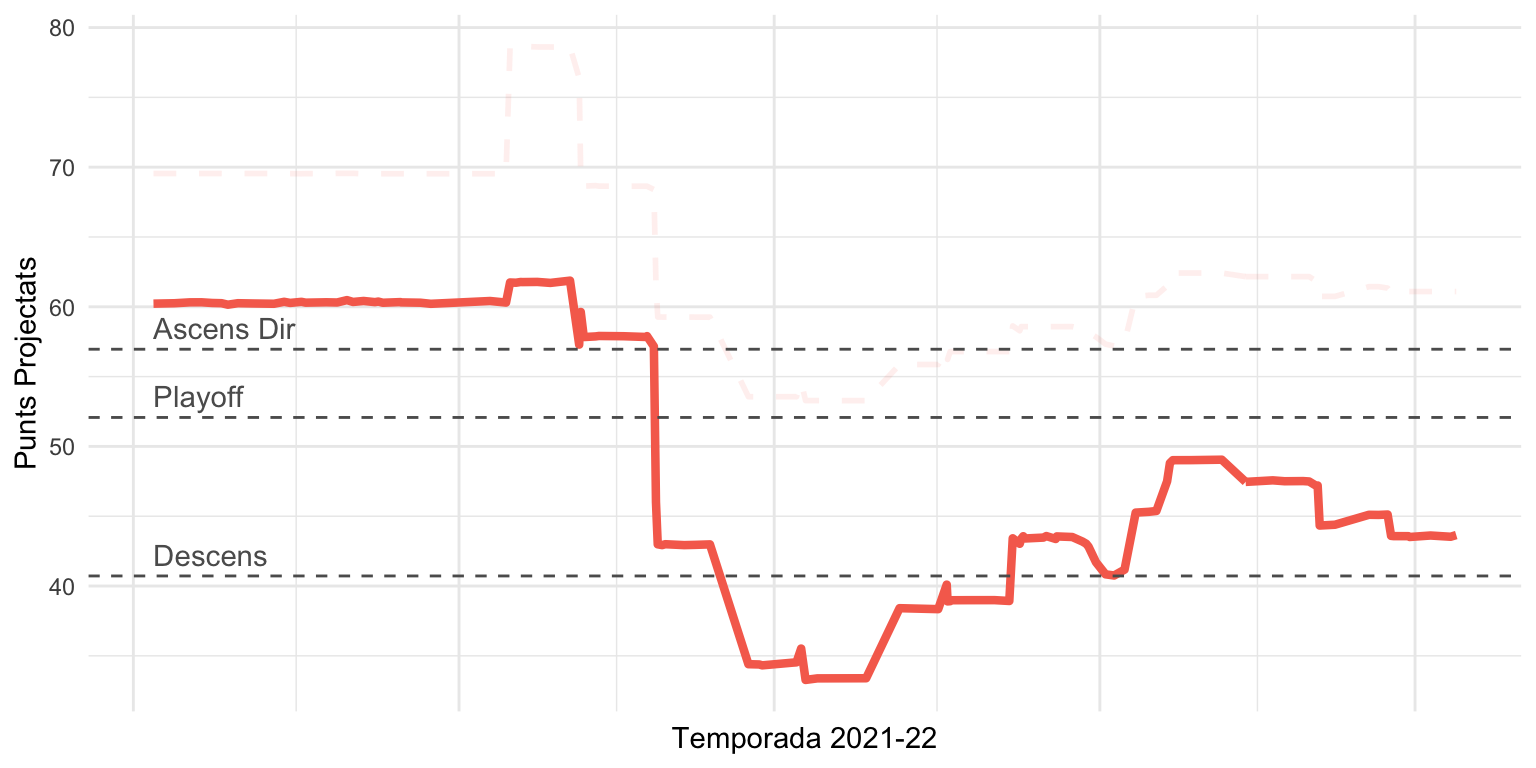 80
70
60
50
40
Punts Projectats
Ascens Dir
Playoff
Descens
Temporada 2021-22